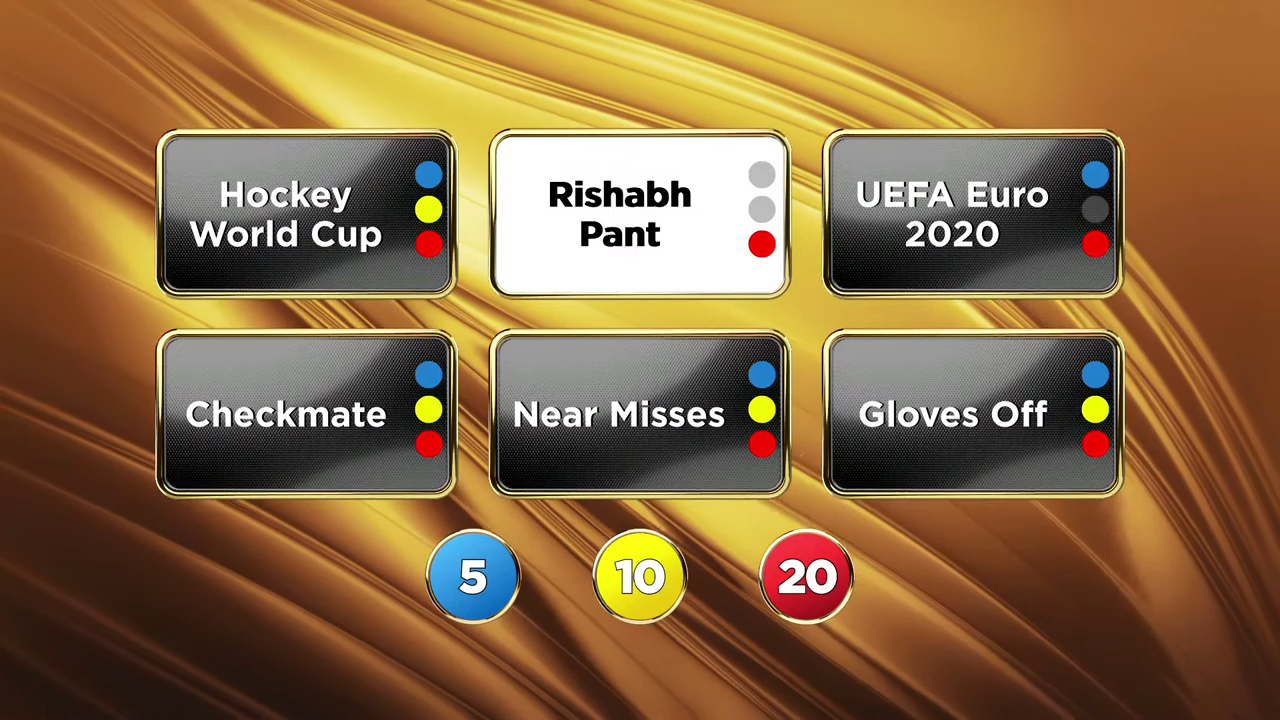 Hockey
World Cup
Rishabh
Pant
UEFA Euro
2020
Checkmate
Near Misses
Gloves Off
5
10
20